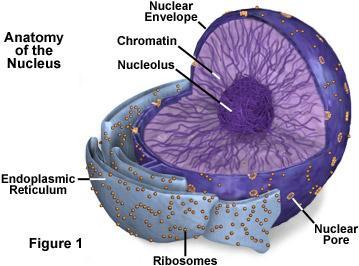 Anatomy
of the
Nucleus
Nuclear
Envelope
Chromatin
Nucleolus
Endoplasmic
Reticulum
Nuclear
Pore
Figure 1
Ribosomes